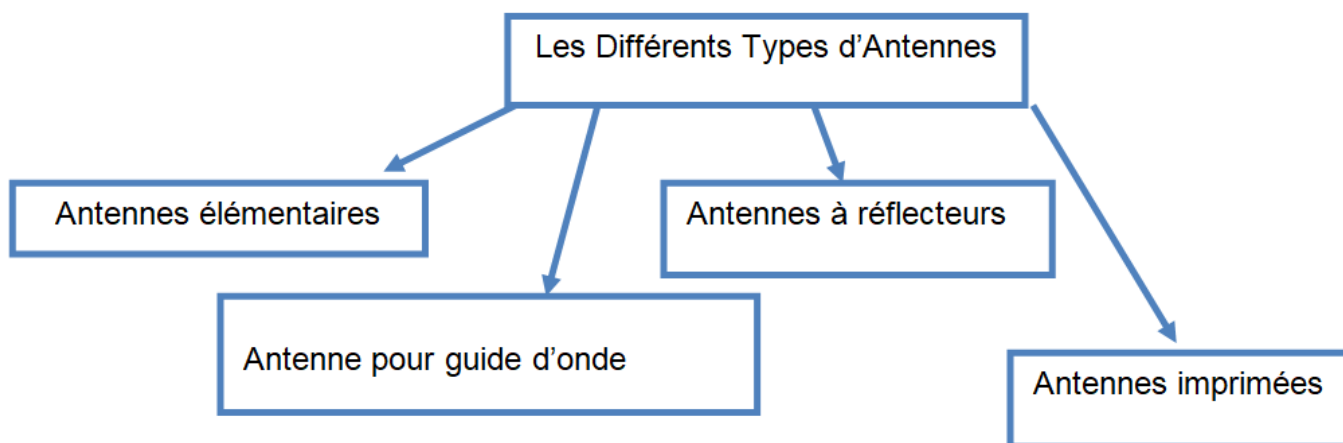 Les Différents Types d’Antennes
Antennes élémentaires
Antennes à réflecteurs
Antenne pour guide d’onde
Antennes imprimées